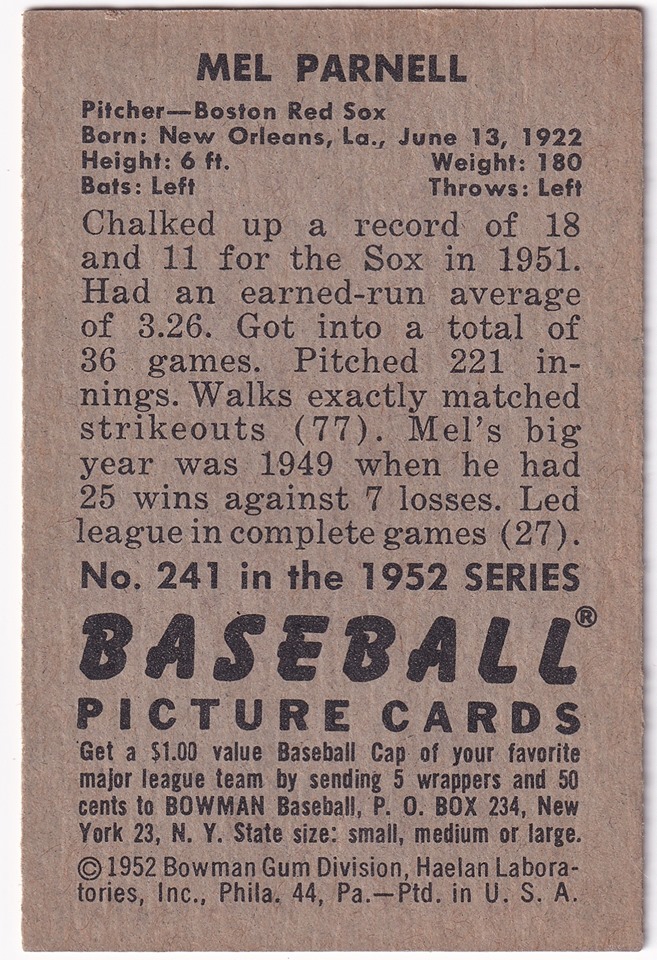 MEL PARNELL
Pitcher—Boston Red Sox
Born: New Orleans, La., June 13, 1922
Height: 6 ft. Weight: 180
Bats: Left Throws: Left
Chalked up a record of 18
and 11 for the Sox in 1951.
Had an earned-run average
of 3.26. Got into a total of
36 games. Pitched 221 in-
nings. Walks exactly matched
strikeouts (77). Mel's big
year was 1949 when he had
25 wins against 7 losses. Led
league in complete games (27).
No. 241 in the 1952 SERIES
BASEBALL®
PICTURE CARDS
Get a $1.00 value Baseball Cap of your favorite
major league team by sending 5 wrappers and 50
cents to BOWMAN Baseball, P. O. BOX 234, New
York 23, N. Y. State size: small, medium or large.
©1952 Bowman Gum Division, Haelan Labora-
tories, Inc., Phila. 44, Pa.—Ptd. in U. S. A.